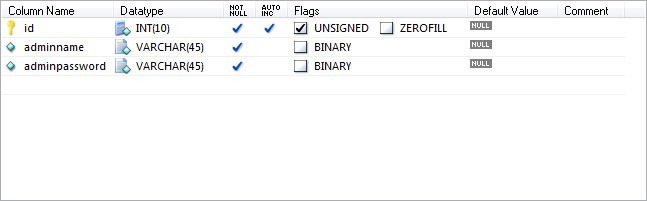 Column Name Datatype NOT NULL AUTO INC Flags Default Value Comment
id INT(10) UNSIGNED ZEROFILL NULL
adminname VARCHAR(45) BINARY NULL
adminpassword VARCHAR(45) BINARY NULL